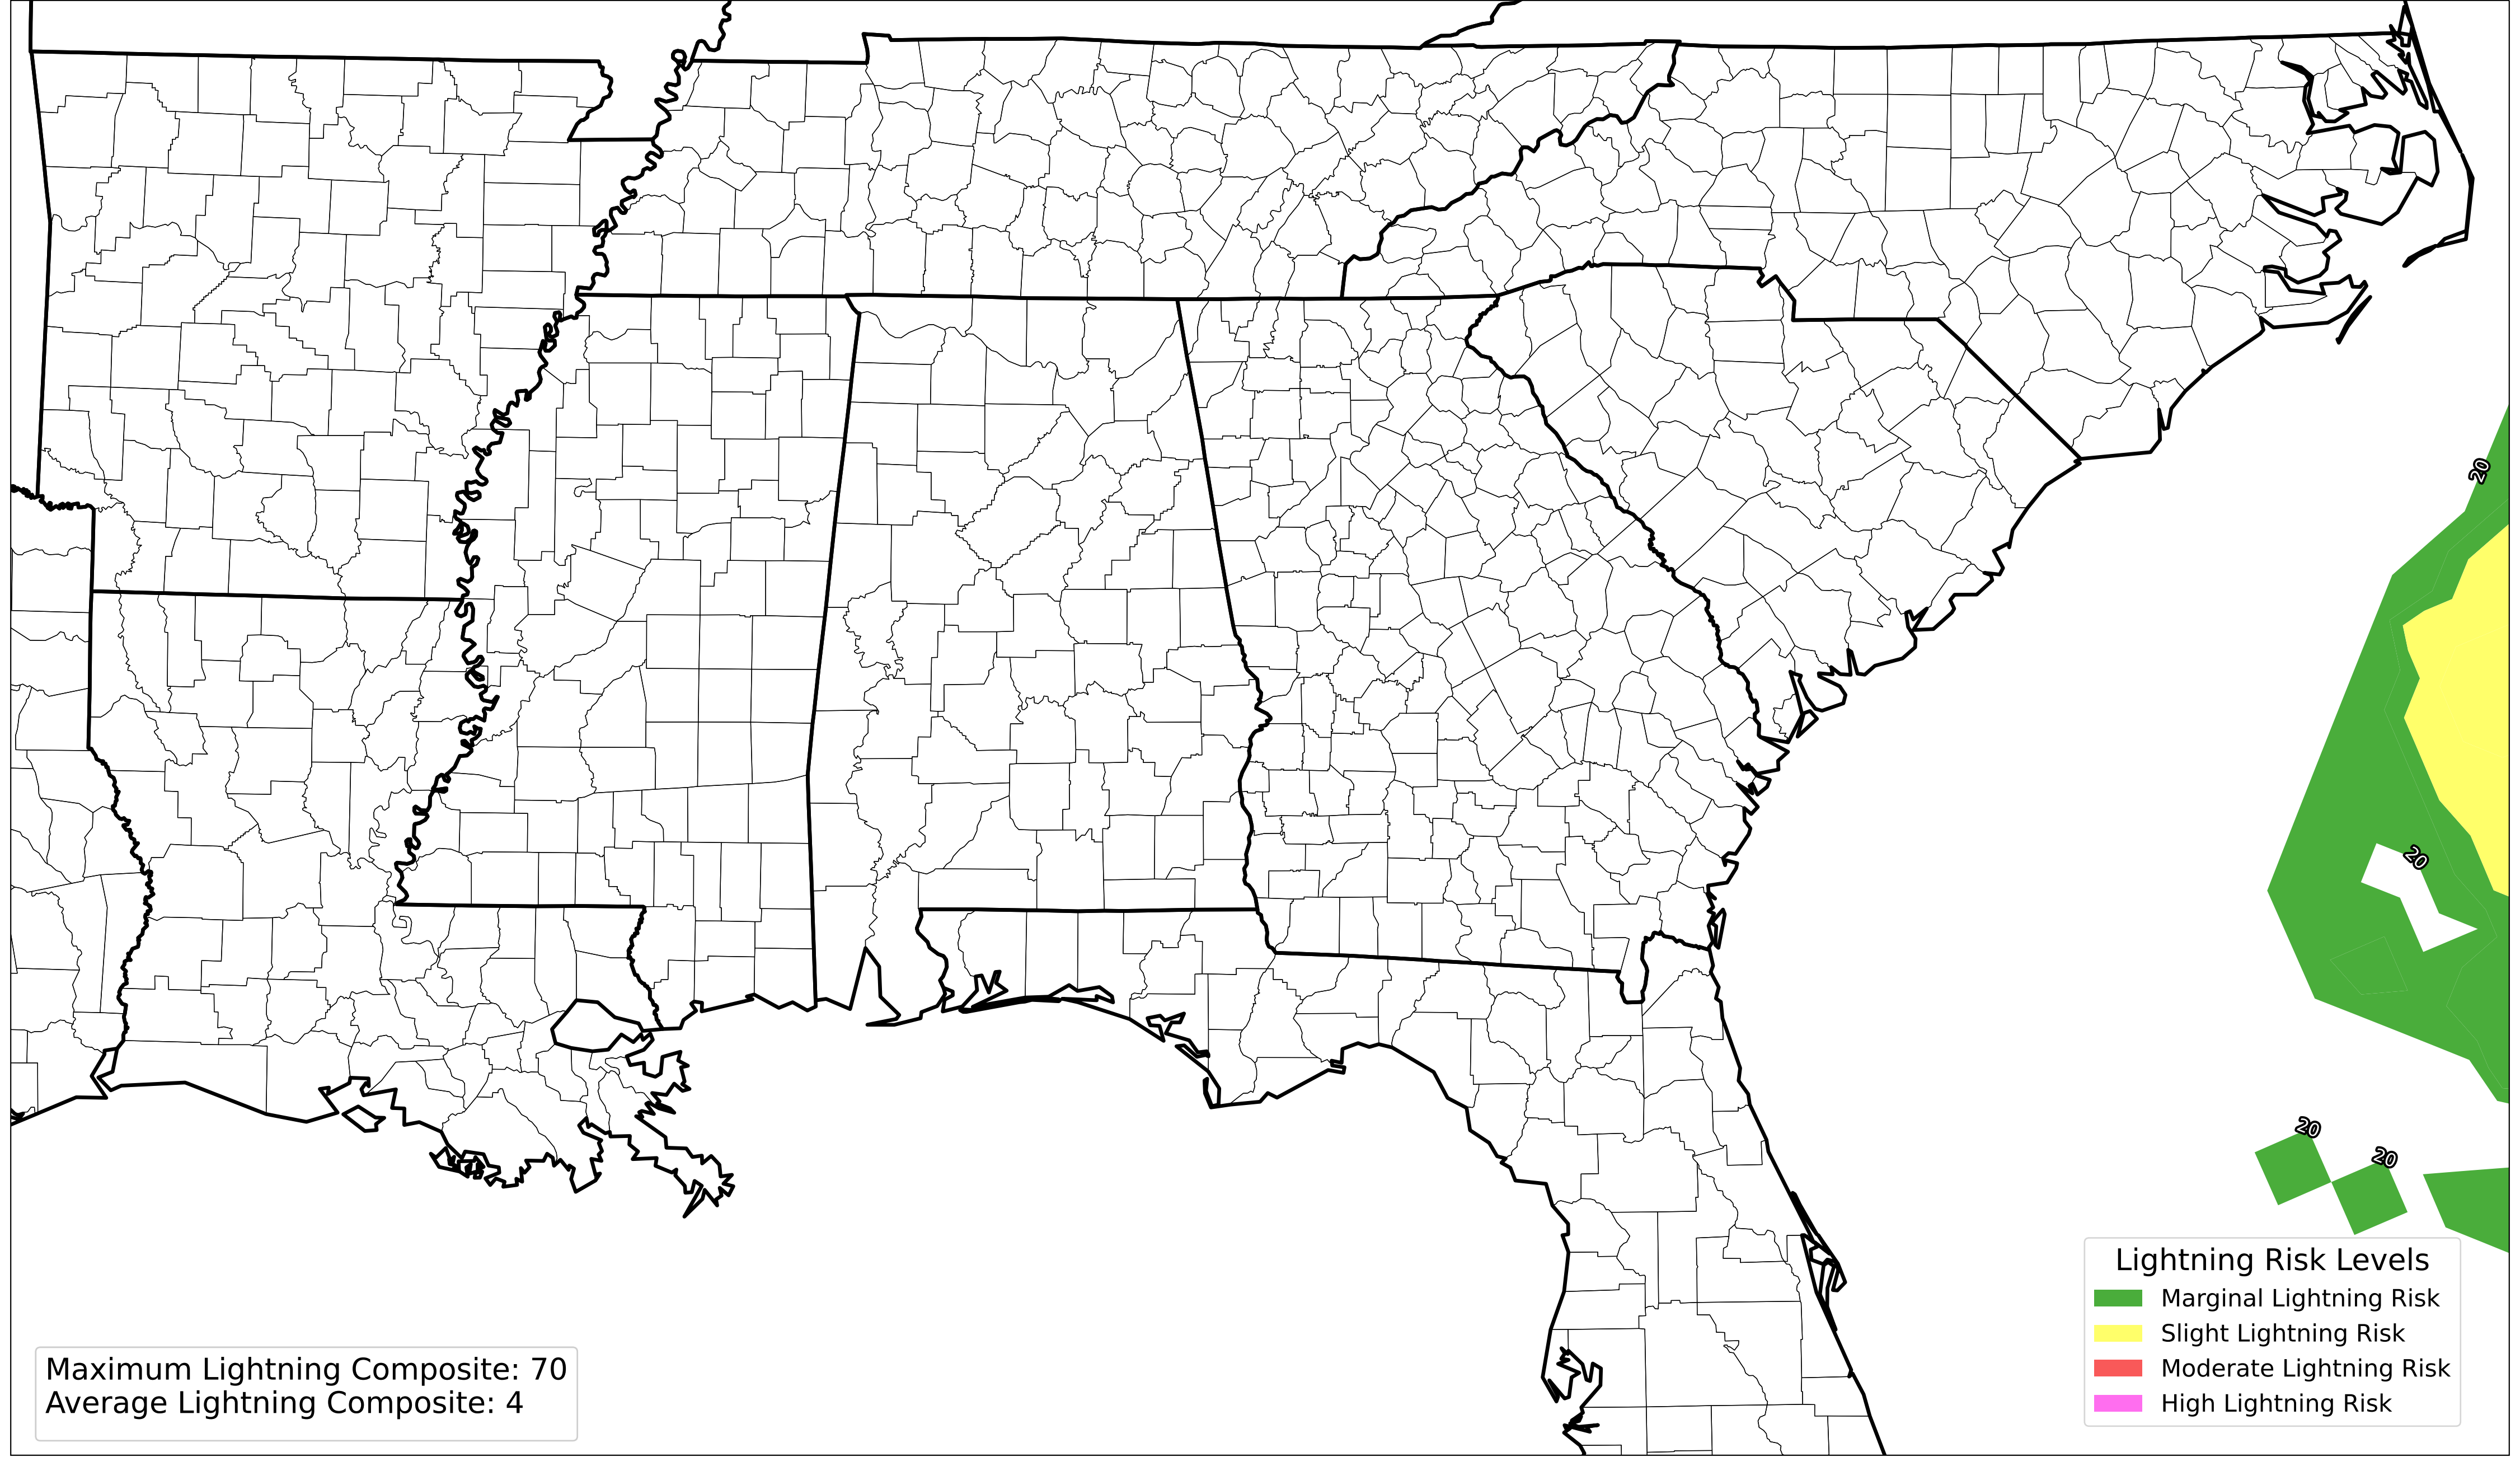 20
20
20
20
Lightning Risk Levels
Marginal Lightning Risk
Slight Lightning Risk
Moderate Lightning Risk
High Lightning Risk
Maximum Lightning Composite: 70
Average Lightning Composite: 4